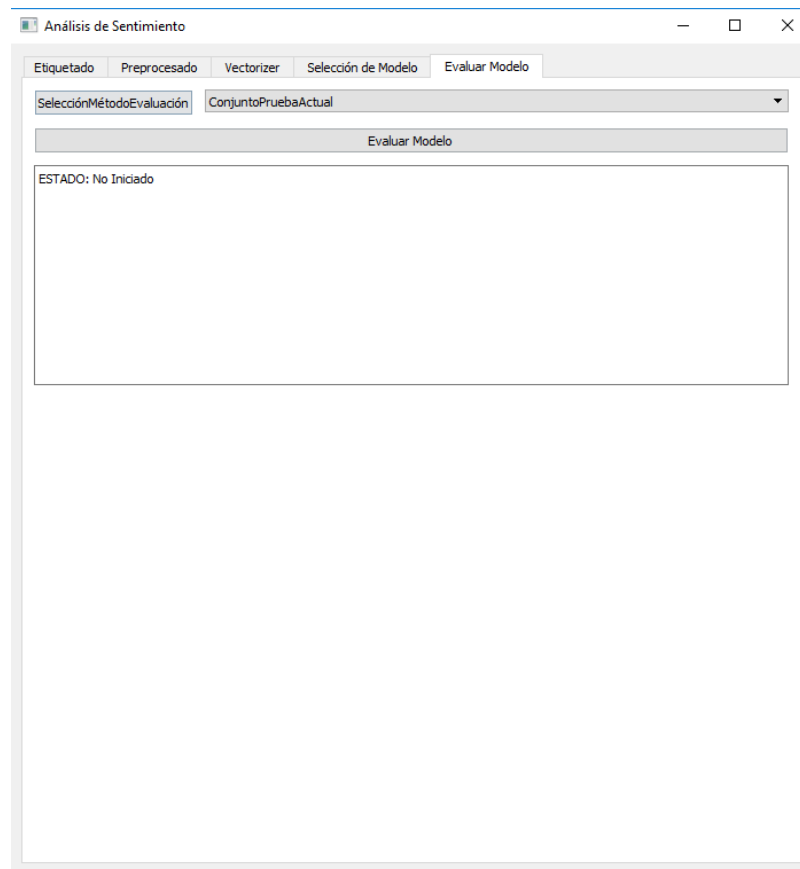 Análisis de Sentimiento
Etiquetado Preprocesado Vectorizer Selección de Modelo Evaluar Modelo
SelecciónMétodoEvaluación ConjuntoPruebaActual
Evaluar Modelo
ESTADO: No Iniciado